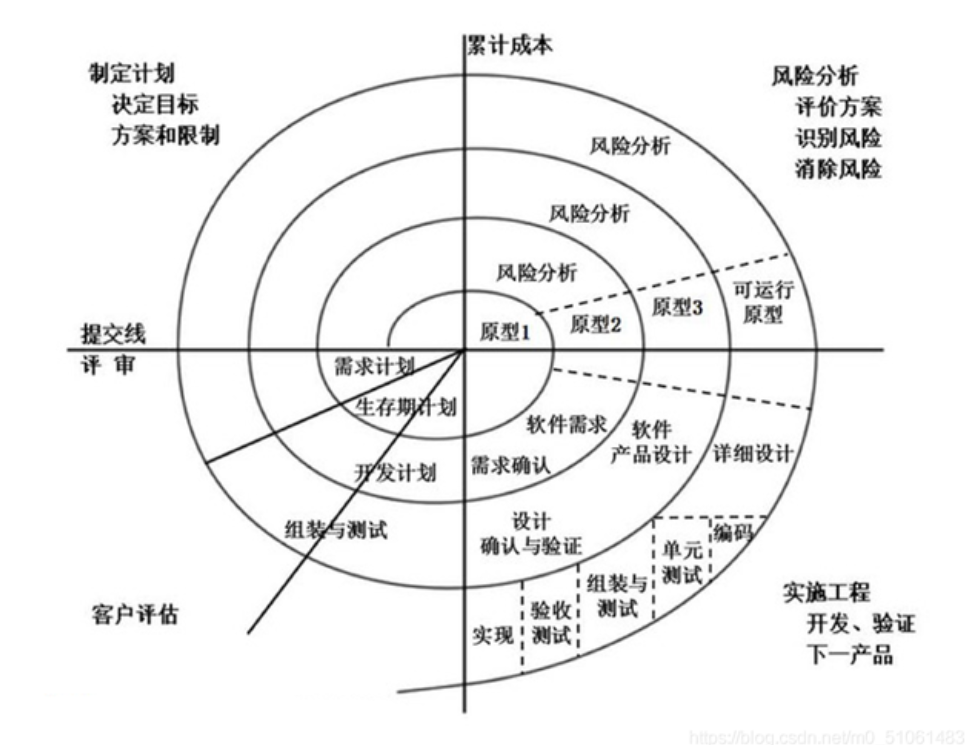 累计成本
制定计划
决定目标
方案和限制
风险分析
评价方案
识别风险
消除风险
风险分析
风险分析
风险分析
可运行
原型
原型3
原型2
原型1
提交线
评 审
需求计划
生存期计划
开发计划
组装与测试
软件需求
需求确认
软件
产品设计
详细设计
设计
确认与验证
编码
单元
测试
组装与
测试
验收
测试
实现
客户评估
实施工程
开发、验证
下一产品
https://blog.csdn.net/m0_51061483